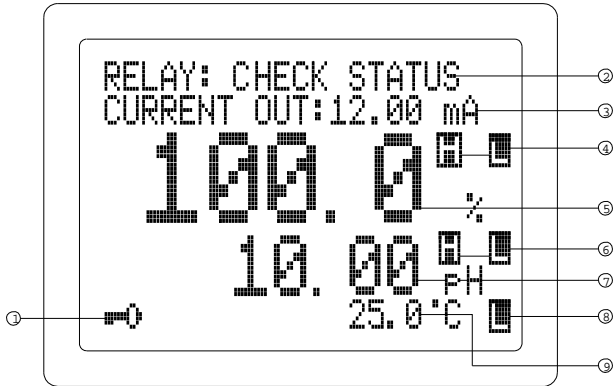 RELAY: CHECK STATUS ②
CURRENT OUT:12.00 mA ③
H L ④
100.0 % ⑤
H L ⑥
10.00 pH ⑦
① 25.0°C L ⑧
⑨